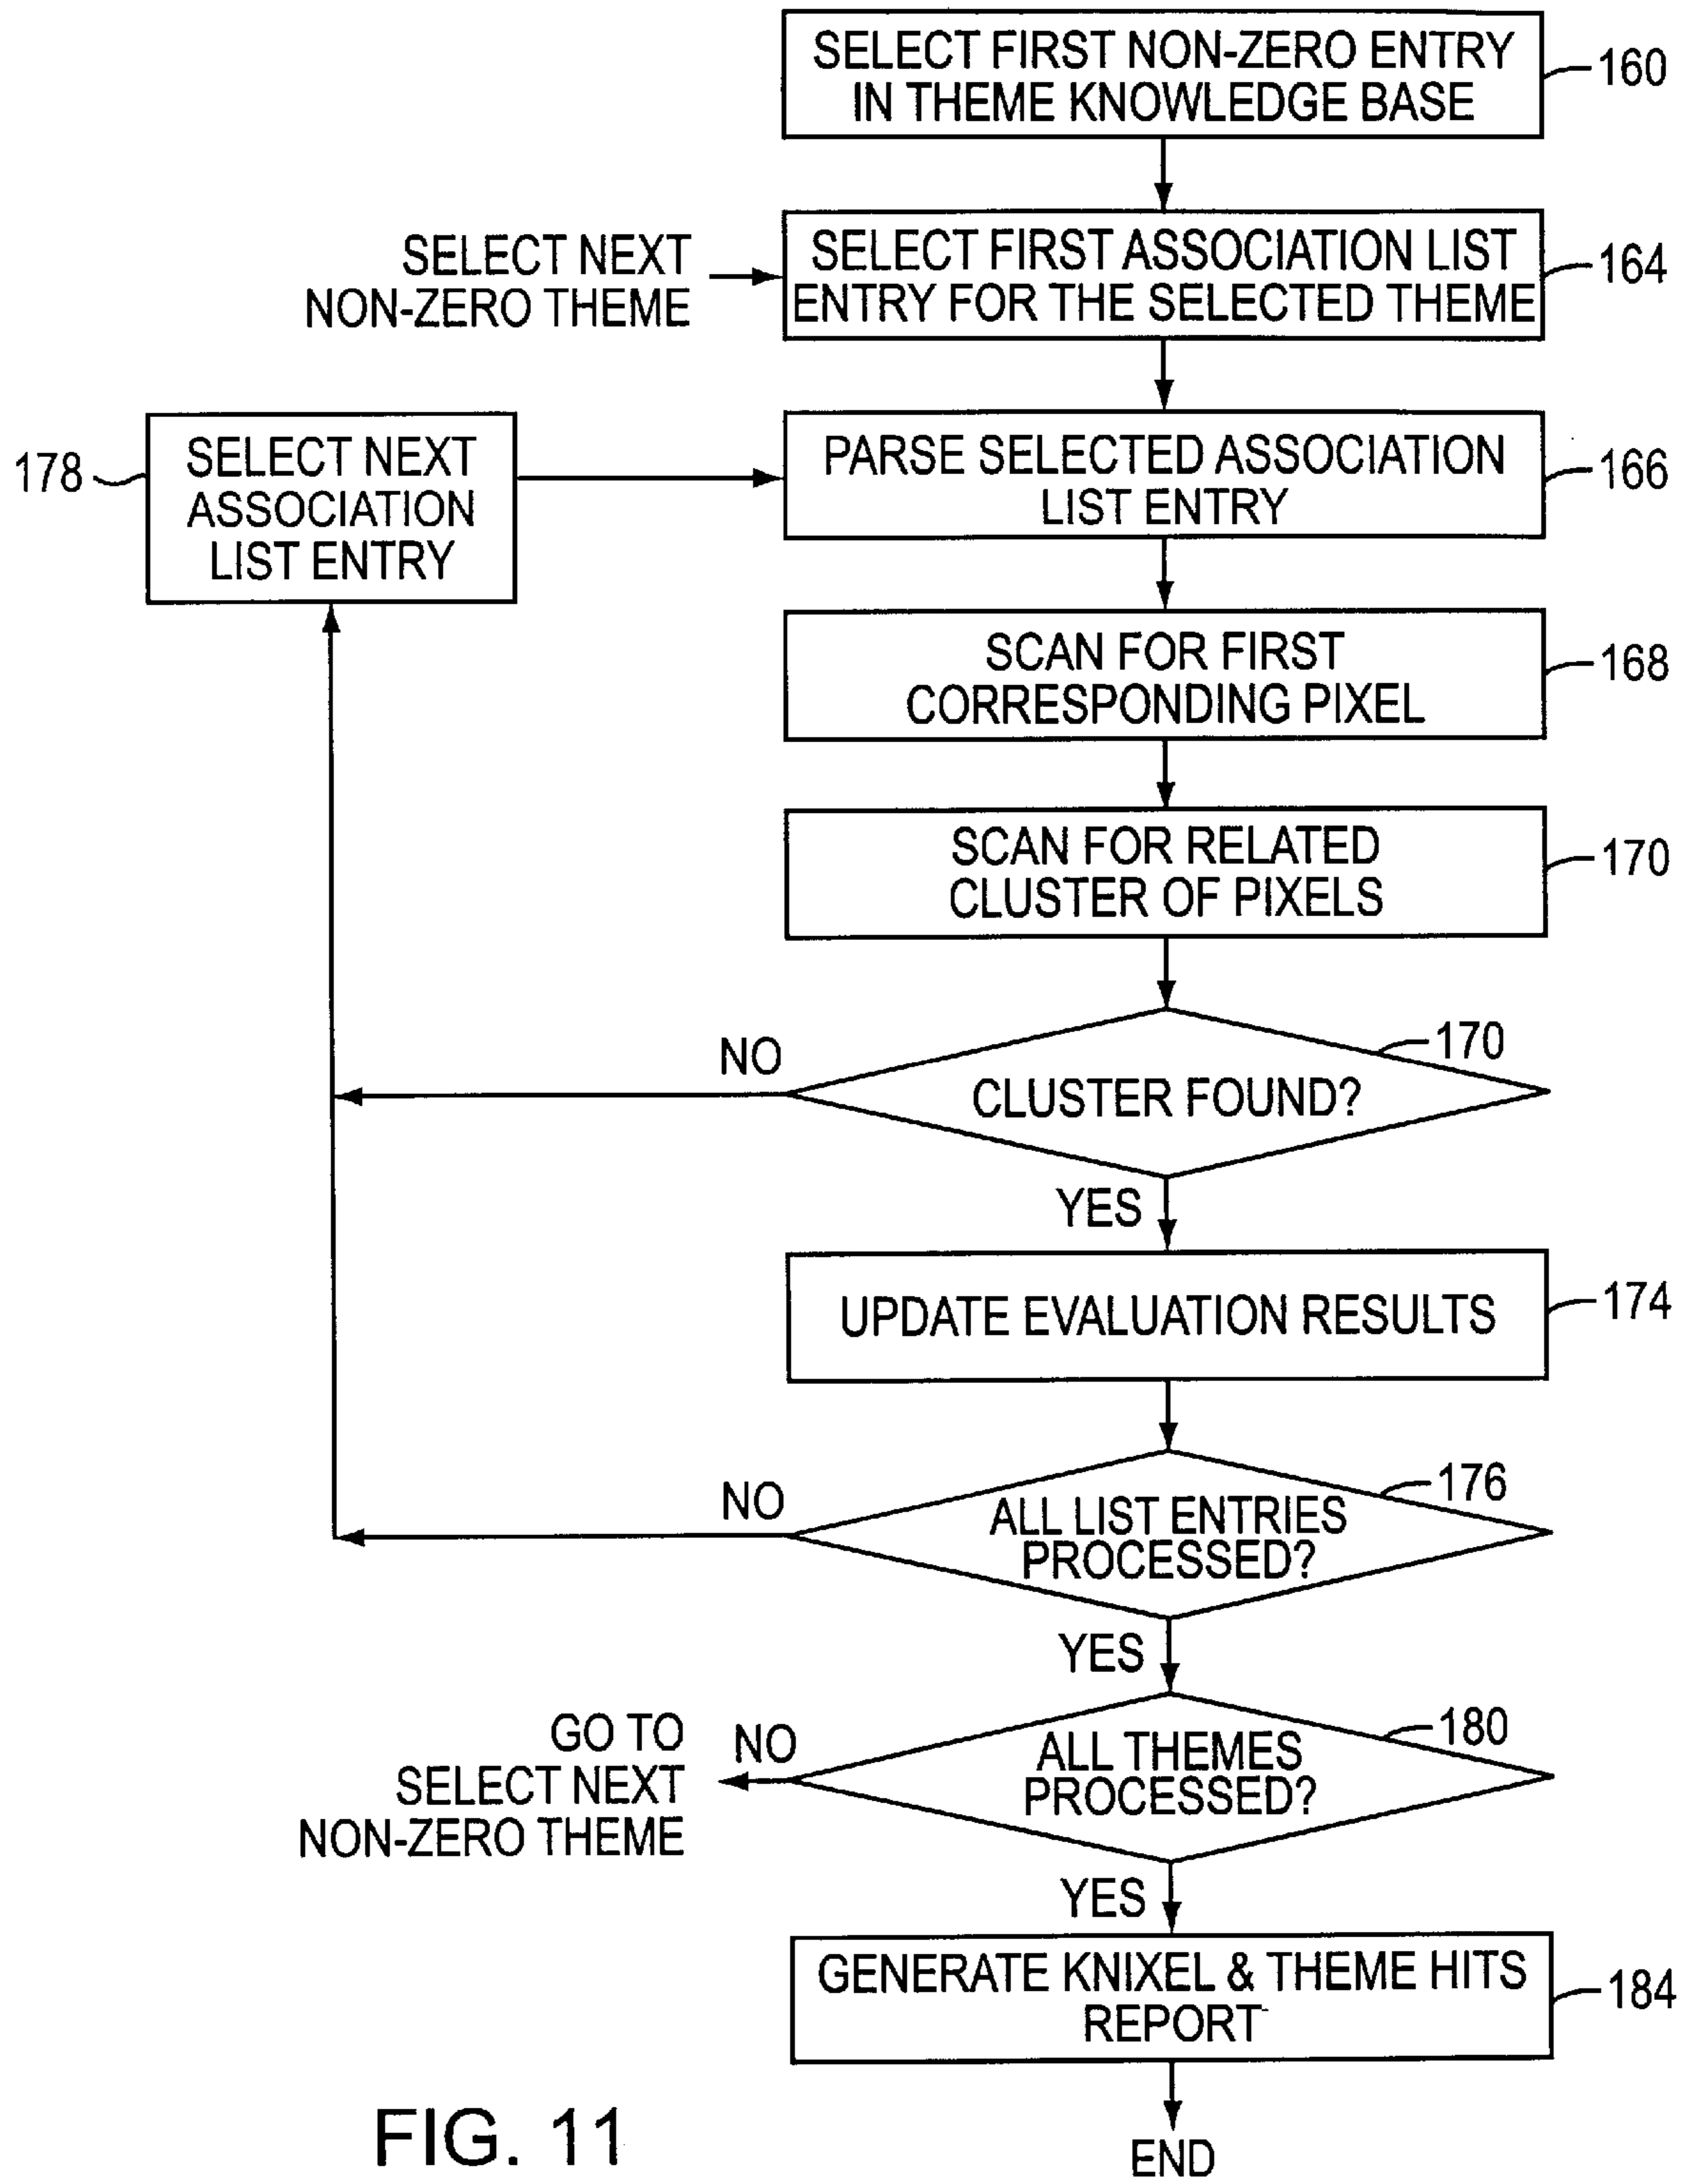 SELECT FIRST NON-ZERO ENTRY
IN THEME KNOWLEDGE BASE
160
SELECT NEXT
NON-ZERO THEME
SELECT FIRST ASSOCIATION LIST
ENTRY FOR THE SELECTED THEME
164
178
SELECT NEXT
ASSOCIATION
LIST ENTRY
PARSE SELECTED ASSOCIATION
LIST ENTRY
166
SCAN FOR FIRST
CORRESPONDING PIXEL
168
SCAN FOR RELATED
CLUSTER OF PIXELS
170
NO
CLUSTER FOUND?
170
YES
UPDATE EVALUATION RESULTS
174
NO
ALL LIST ENTRIES
PROCESSED?
176
YES
GO TO
SELECT NEXT
NON-ZERO THEME
NO
ALL THEMES
PROCESSED?
180
YES
GENERATE KNIXEL & THEME HITS
REPORT
184
END
FIG. 11